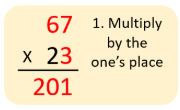 67
x 23
201
1. Multiply
by the
one's place